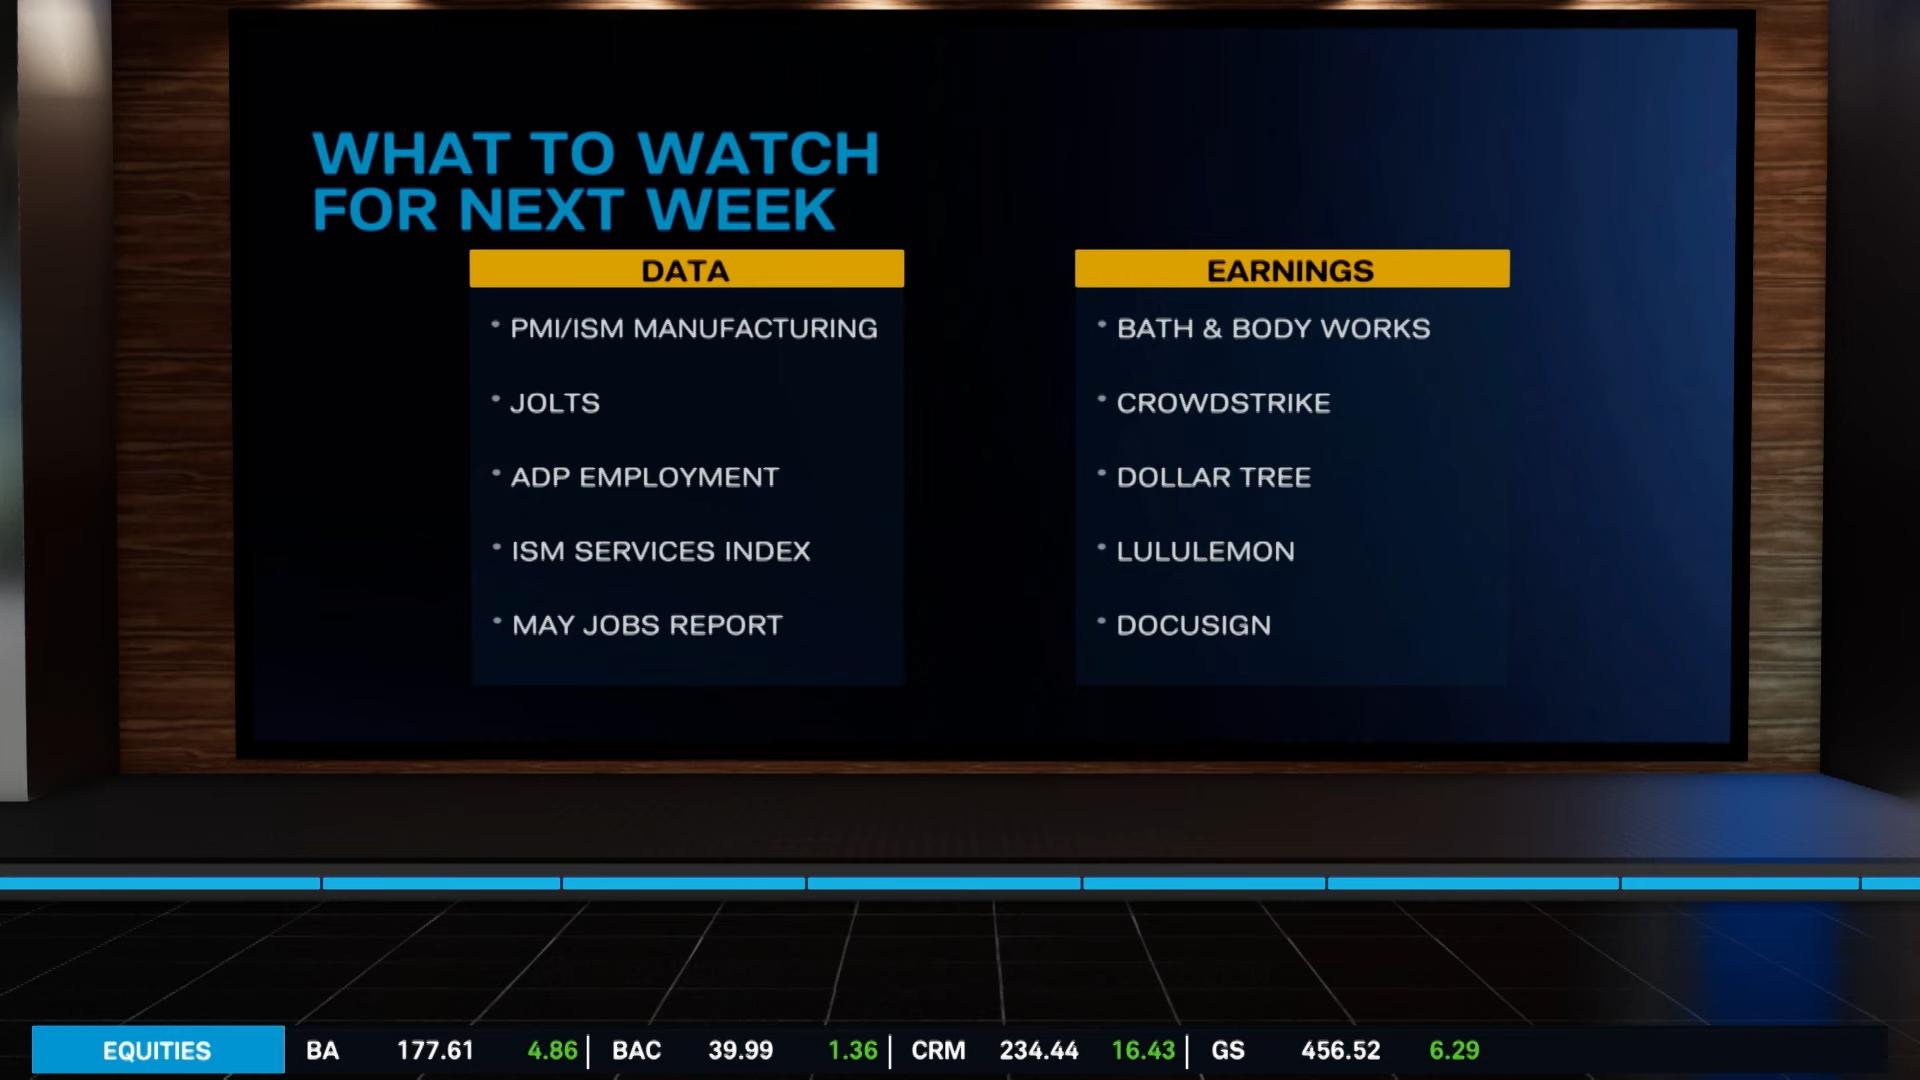 WHAT TO WATCH
FOR NEXT WEEK
DATA
• PMI/ISM MANUFACTURING
• JOLTS
• ADP EMPLOYMENT
• ISM SERVICES INDEX
• MAY JOBS REPORT
EARNINGS
• BATH & BODY WORKS
• CROWDSTRIKE
• DOLLAR TREE
• LULULEMON
• DOCUSIGN
EQUITIES BA 177.61 4.86 | BAC 39.99 1.36 | CRM 234.44 16.43 | GS 456.52 6.29